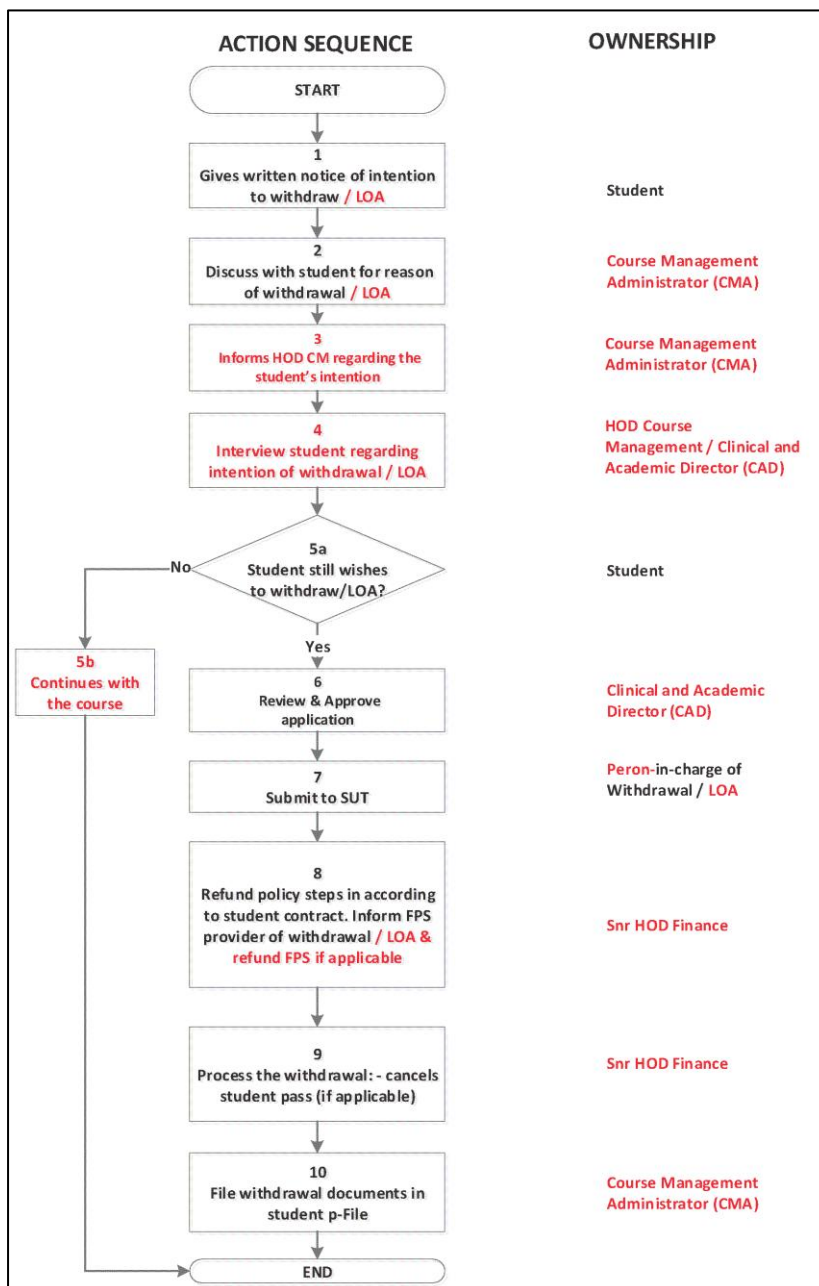 ACTION SEQUENCE
OWNERSHIP
START
1
Gives written notice of intention
to withdraw / LOA
Student
2
Discuss with student for reason
of withdrawal / LOA
Course Management
Administrator (CMA)
3
Informs HOD CM regarding the
student's intention
Course Management
Administrator (CMA)
4
Interview student regarding
intention of withdrawal / LOA
HOD Course
Management / Clinical and
Academic Director (CAD)
5a
Student still wishes
to withdraw/LOA?
Student
No
Yes
5b
Continues with
the course
6
Review & Approve
application
Clinical and Academic
Director (CAD)
7
Submit to SUT
Peron-in-charge of
Withdrawal / LOA
8
Refund policy steps in according
to student contract. Inform FPS
provider of withdrawal / LOA &
refund FPS if applicable
Snr HOD Finance
9
Process the withdrawal: - cancels
student pass (if applicable)
Snr HOD Finance
10
File withdrawal documents in
student p-File
Course Management
Administrator (CMA)
END